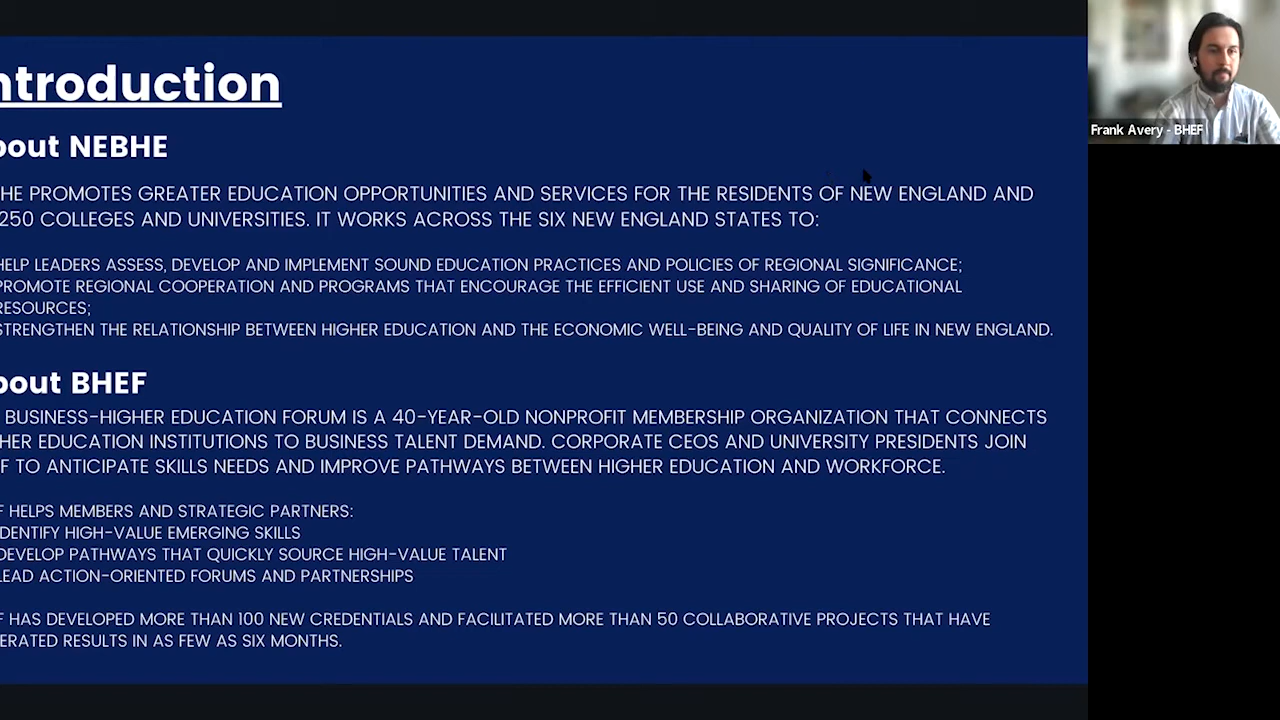 ntroduction
bout NEBHE
HE PROMOTES GREATER EDUCATION OPPORTUNITIES AND SERVICES FOR THE RESIDENTS OF NEW ENGLAND AND
250 COLLEGES AND UNIVERSITIES. IT WORKS ACROSS THE SIX NEW ENGLAND STATES TO:
HELP LEADERS ASSESS, DEVELOP AND IMPLEMENT SOUND EDUCATION PRACTICES AND POLICIES OF REGIONAL SIGNIFICANCE;
PROMOTE REGIONAL COOPERATION AND PROGRAMS THAT ENCOURAGE THE EFFICIENT USE AND SHARING OF EDUCATIONAL
RESOURCES;
STRENGTHEN THE RELATIONSHIP BETWEEN HIGHER EDUCATION AND THE ECONOMIC WELL-BEING AND QUALITY OF LIFE IN NEW ENGLAND.
bout BHEF
BUSINESS-HIGHER EDUCATION FORUM IS A 40-YEAR-OLD NONPROFIT MEMBERSHIP ORGANIZATION THAT CONNECTS
HER EDUCATION INSTITUTIONS TO BUSINESS TALENT DEMAND. CORPORATE CEOS AND UNIVERSITY PRESIDENTS JOIN
F TO ANTICIPATE SKILLS NEEDS AND IMPROVE PATHWAYS BETWEEN HIGHER EDUCATION AND WORKFORCE.
F HELPS MEMBERS AND STRATEGIC PARTNERS:
IDENTIFY HIGH-VALUE EMERGING SKILLS
DEVELOP PATHWAYS THAT QUICKLY SOURCE HIGH-VALUE TALENT
LEAD ACTION-ORIENTED FORUMS AND PARTNERSHIPS
F HAS DEVELOPED MORE THAN 100 NEW CREDENTIALS AND FACILITATED MORE THAN 50 COLLABORATIVE PROJECTS THAT HAVE
ERATED RESULTS IN AS FEW AS SIX MONTHS.
Frank Avery - BHEF